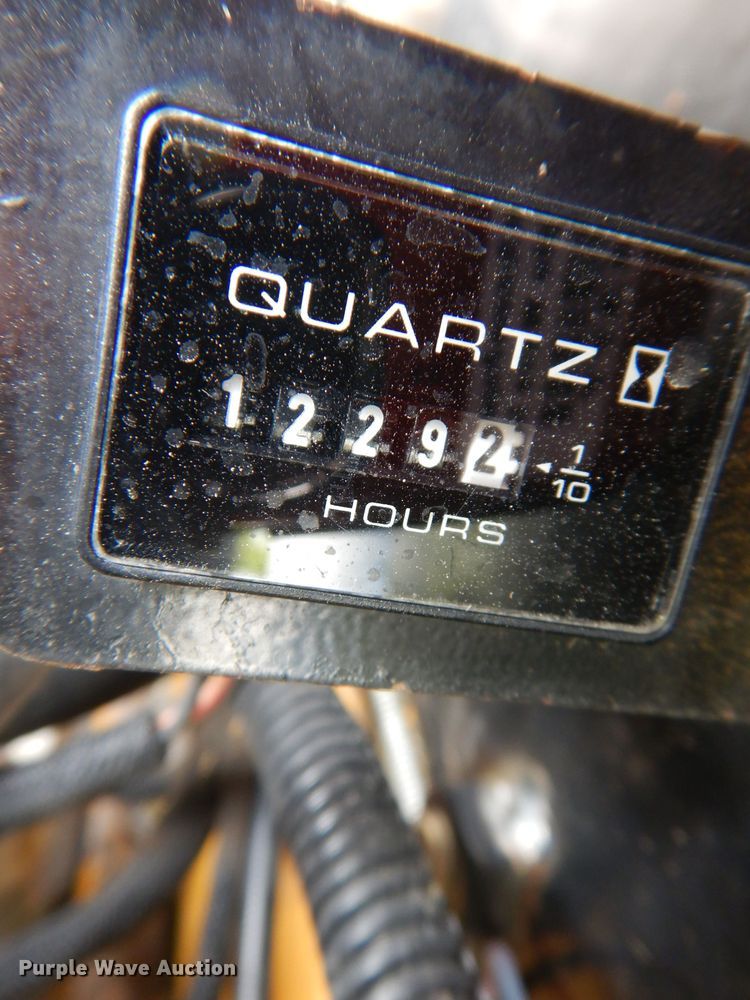 QUARTZ
12292 1/10
HOURS
Purple Wave Auction